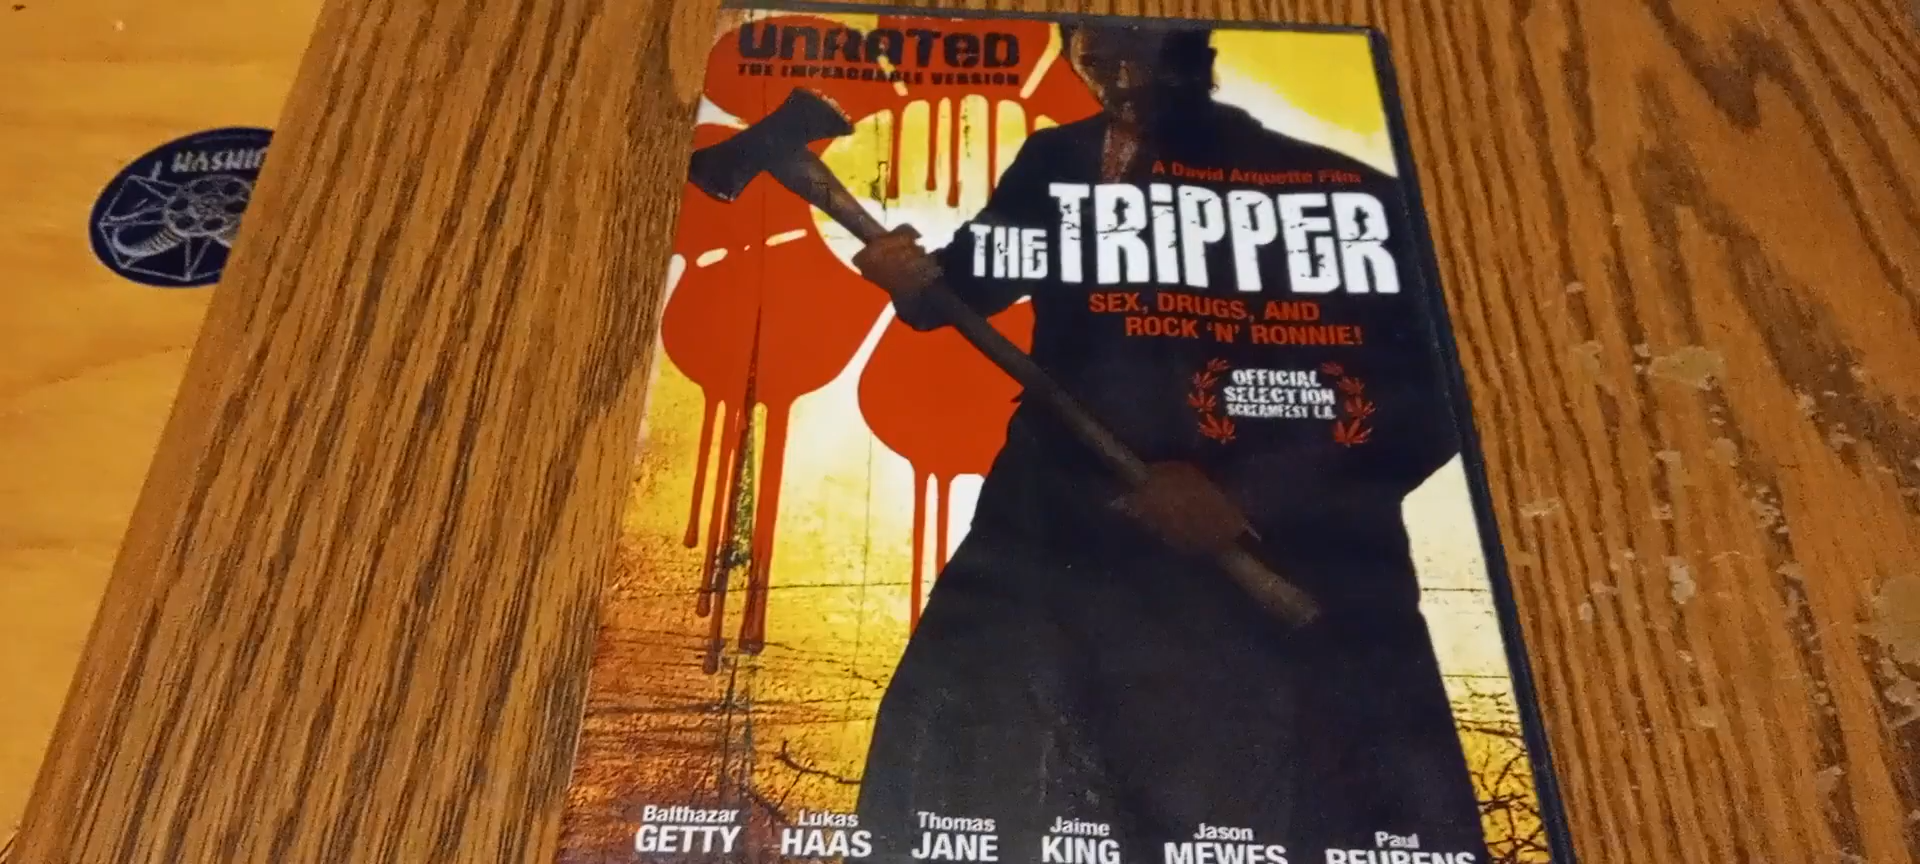 UNRATED
THE IMPEACHABLE VERSION
A David Arquette Film
THE TRIPPER
SEX, DRUGS, AND
ROCK 'N' RONNIE!
OFFICIAL
SELECTION
SCREAMFEST L.A.
Balthazar
GETTY
Lukas
HAAS
Thomas
JANE
Jaime
KING
Jason
MEWES
Paul
REUBENS